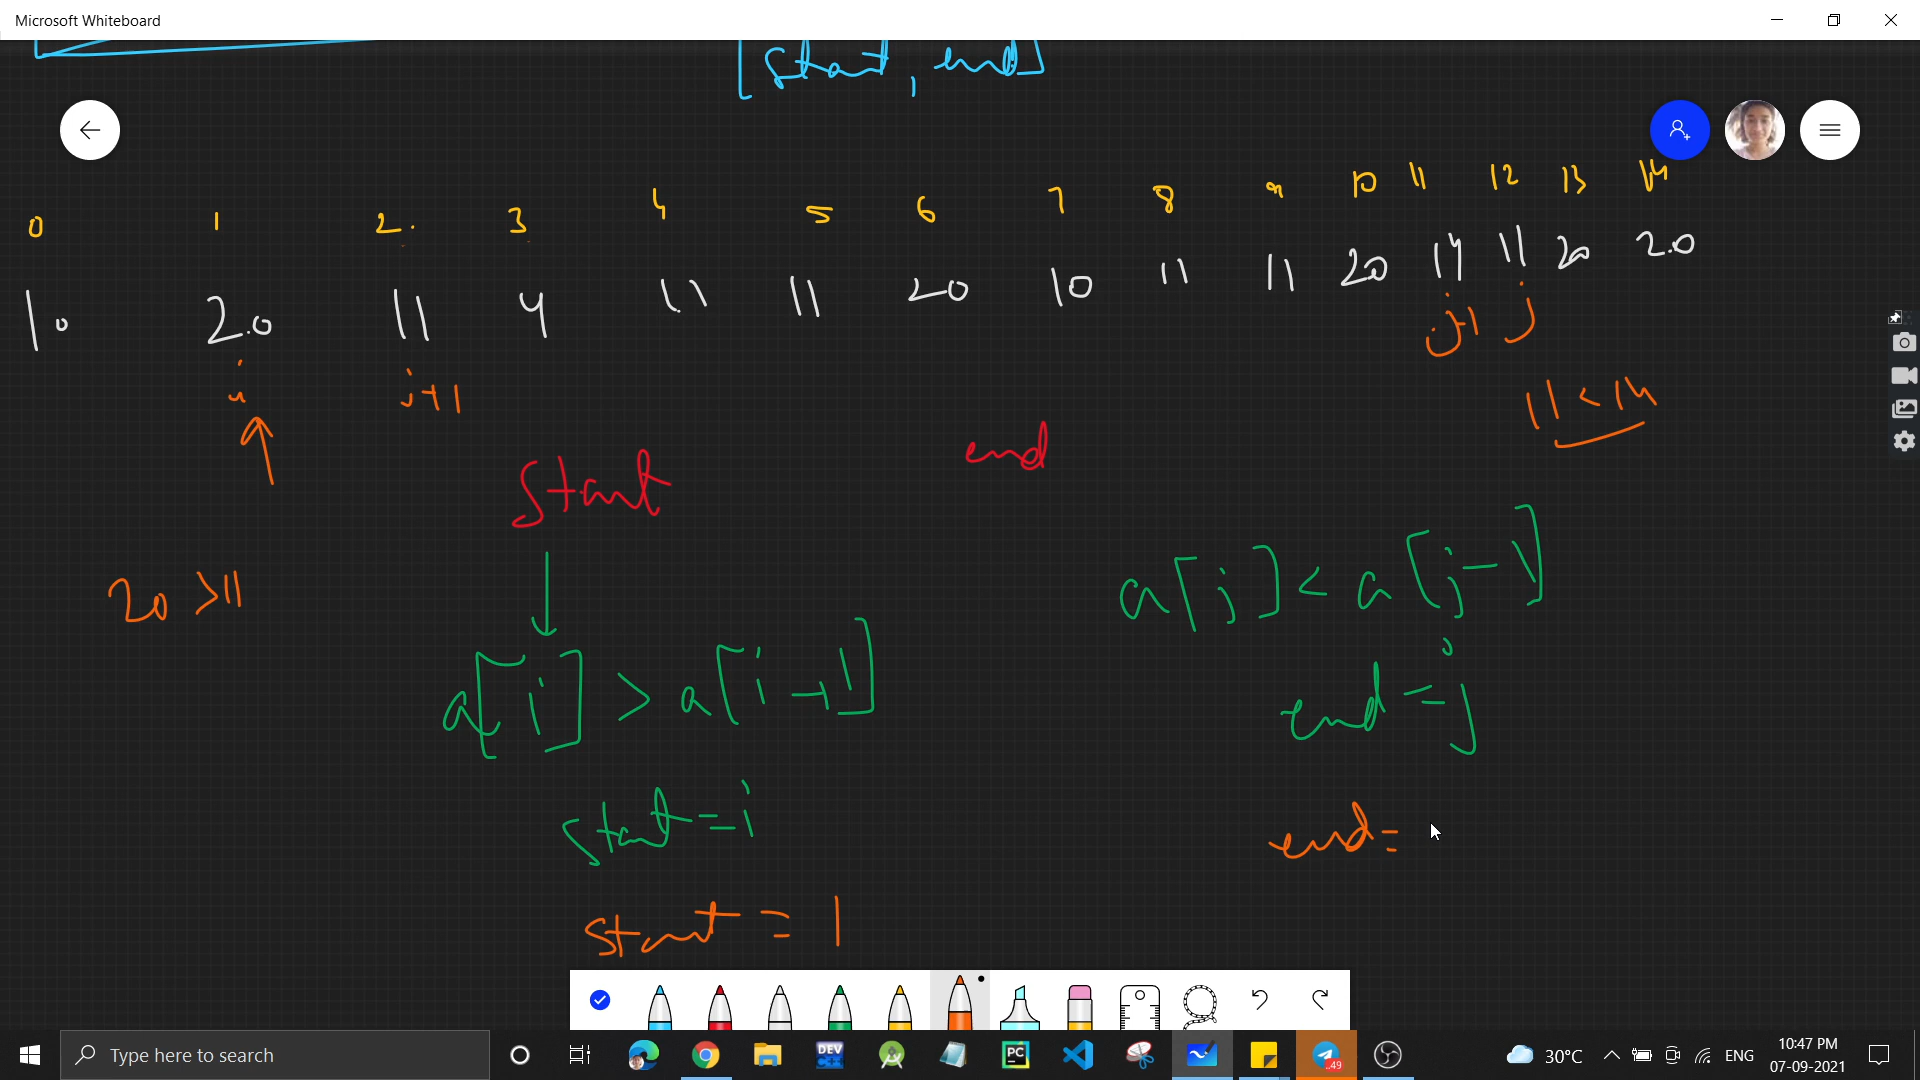 Microsoft Whiteboard
[start, end]
0 1 2 3 4 5 6 7 8 9 10 11 12 13 14
10 20 11 4 11 11 20 10 11 11 20 14 11 20 20
i i+1 j-1 j
11 < 14
start end
20 > 11
a[i] > a[i+1]
a[j] < a[j-1]
start = i
end = j
start = 1
end =
Type here to search
DEV
PC
49
30°C
ENG
10:47 PM
07-09-2021